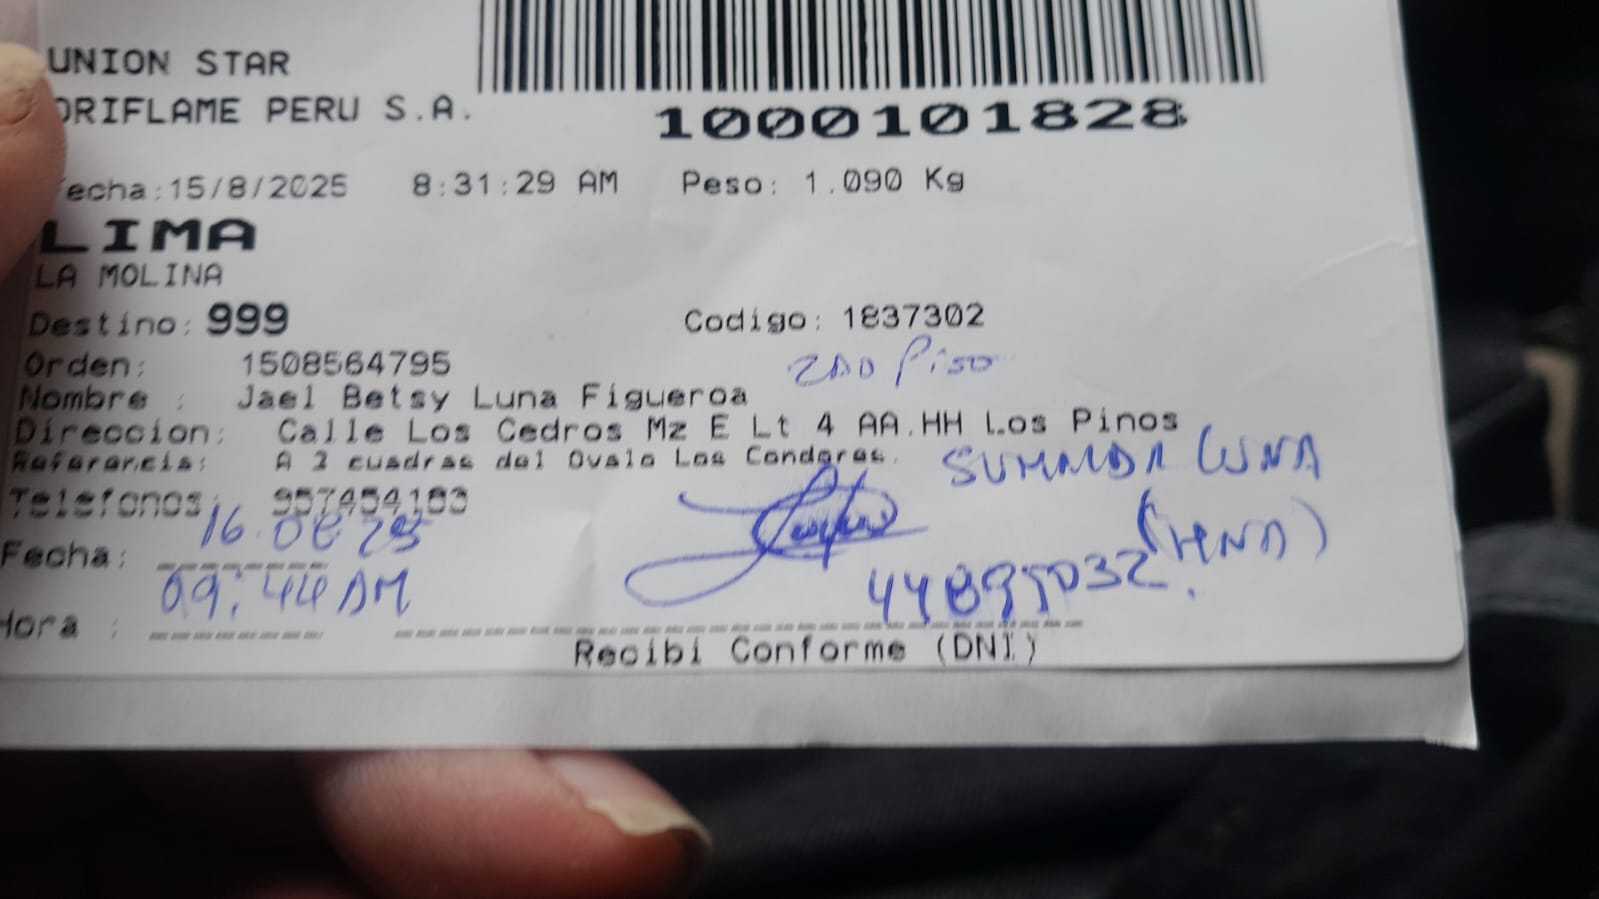 UNION STAR
ORIFLAME PERU S.A.
1000101828
Fecha:15/8/2025 8:31:29 AM Peso: 1.090 Kg
LIMA
LA MOLINA
Destino: 999 Codigo: 1837302
Orden: 1508564795
2DO Piso
Nombre : Jael Betsy Luna Figueroa
Direccion: Calle Los Cedros Mz E Lt 4 AA.HH Los Pinos
Referencia: A 2 cuadras del Ovalo Los Condores.
LUNA
Telefonos: 957454183
(HNA)
Fecha: 16.08 25
Hora : 09:44 AM
Recibi Conforme (DNI)